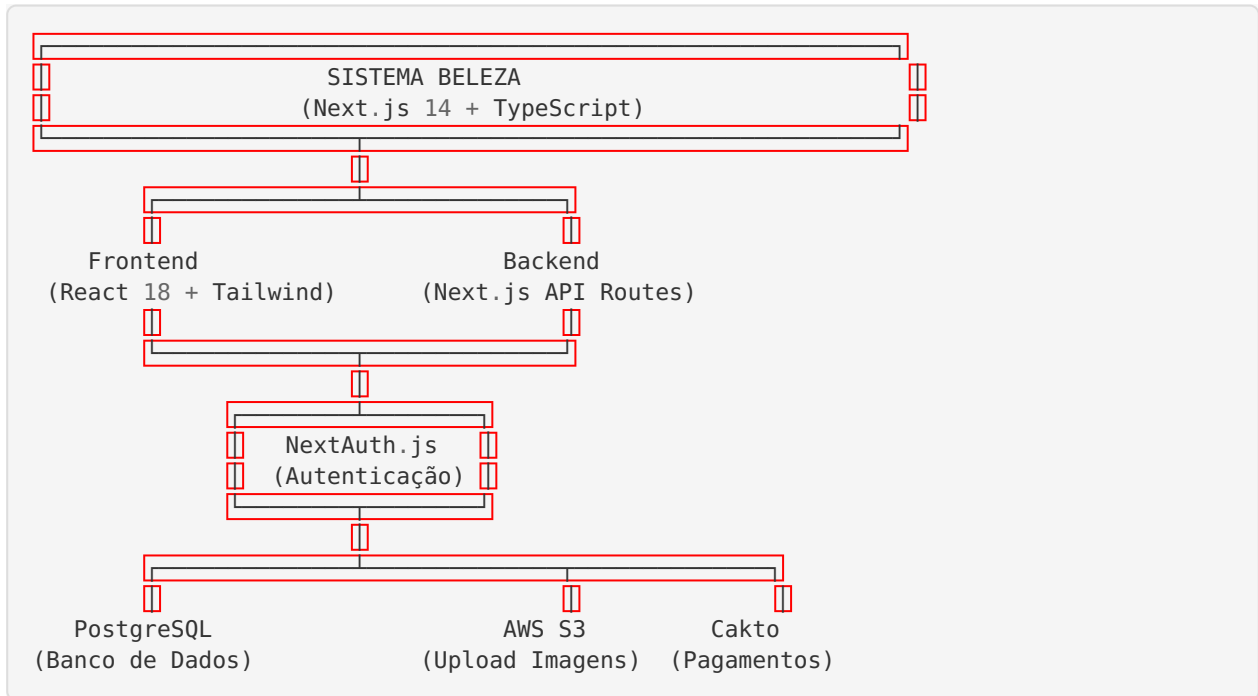 SISTEMA BELEZA
(Next.js 14 + TypeScript)
Frontend Backend
(React 18 + Tailwind) (Next.js API Routes)
NextAuth.js
(Autenticação)
PostgreSQL AWS S3 Cakto
(Banco de Dados) (Upload Imagens) (Pagamentos)